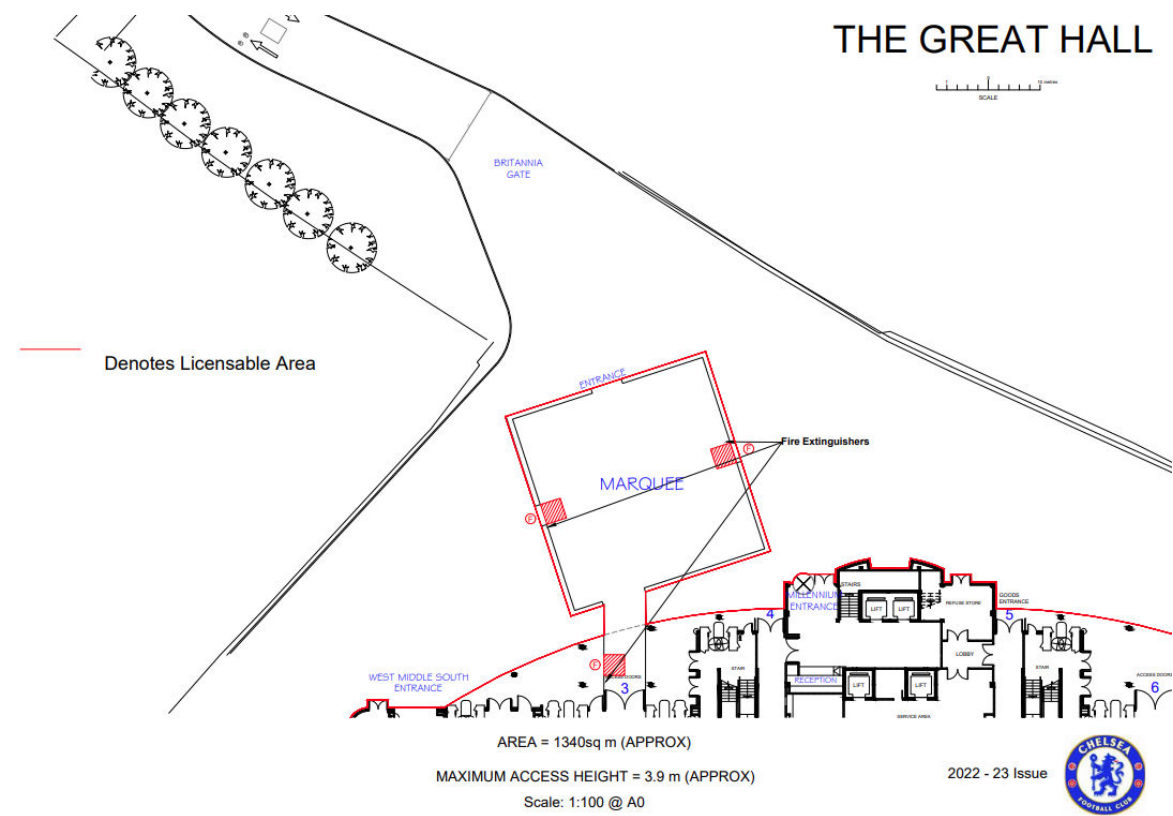 THE GREAT HALL
10 metres
SCALE
BRITANNIA
GATE
Denotes Licensable Area
ENTRANCE
Fire Extinguishers
F
MARQUEE
F
STAIRS
MILLENNIUM
ENTRANCE
LIFT
LIFT
REFUSE STORE
GOODS
ENTRANCE
4
5
LOBBY
F
STAIR
STAIR
WEST MIDDLE SOUTH
ENTRANCE
3
RECEPTION
LIFT
LIFT
ACCESS DOORS
6
SERVICE AREA
AREA = 1340sq m (APPROX)
MAXIMUM ACCESS HEIGHT = 3.9 m (APPROX)
Scale: 1:100 @ A0
2022 - 23 Issue
CHELSEA
FOOTBALL CLUB